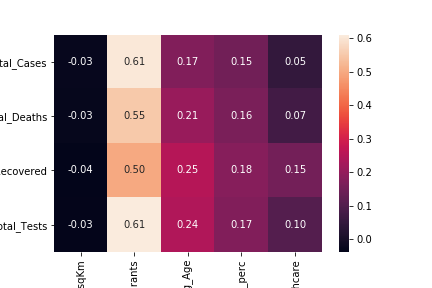 tal_Cases -0.03 0.61 0.17 0.15 0.05
al_Deaths -0.03 0.55 0.21 0.16 0.07
ecovered -0.04 0.50 0.25 0.18 0.15
otal_Tests -0.03 0.61 0.24 0.17 0.10
sqKm
rants
g_Age
_perc
hcare
0.6
0.5
0.4
0.3
0.2
0.1
0.0